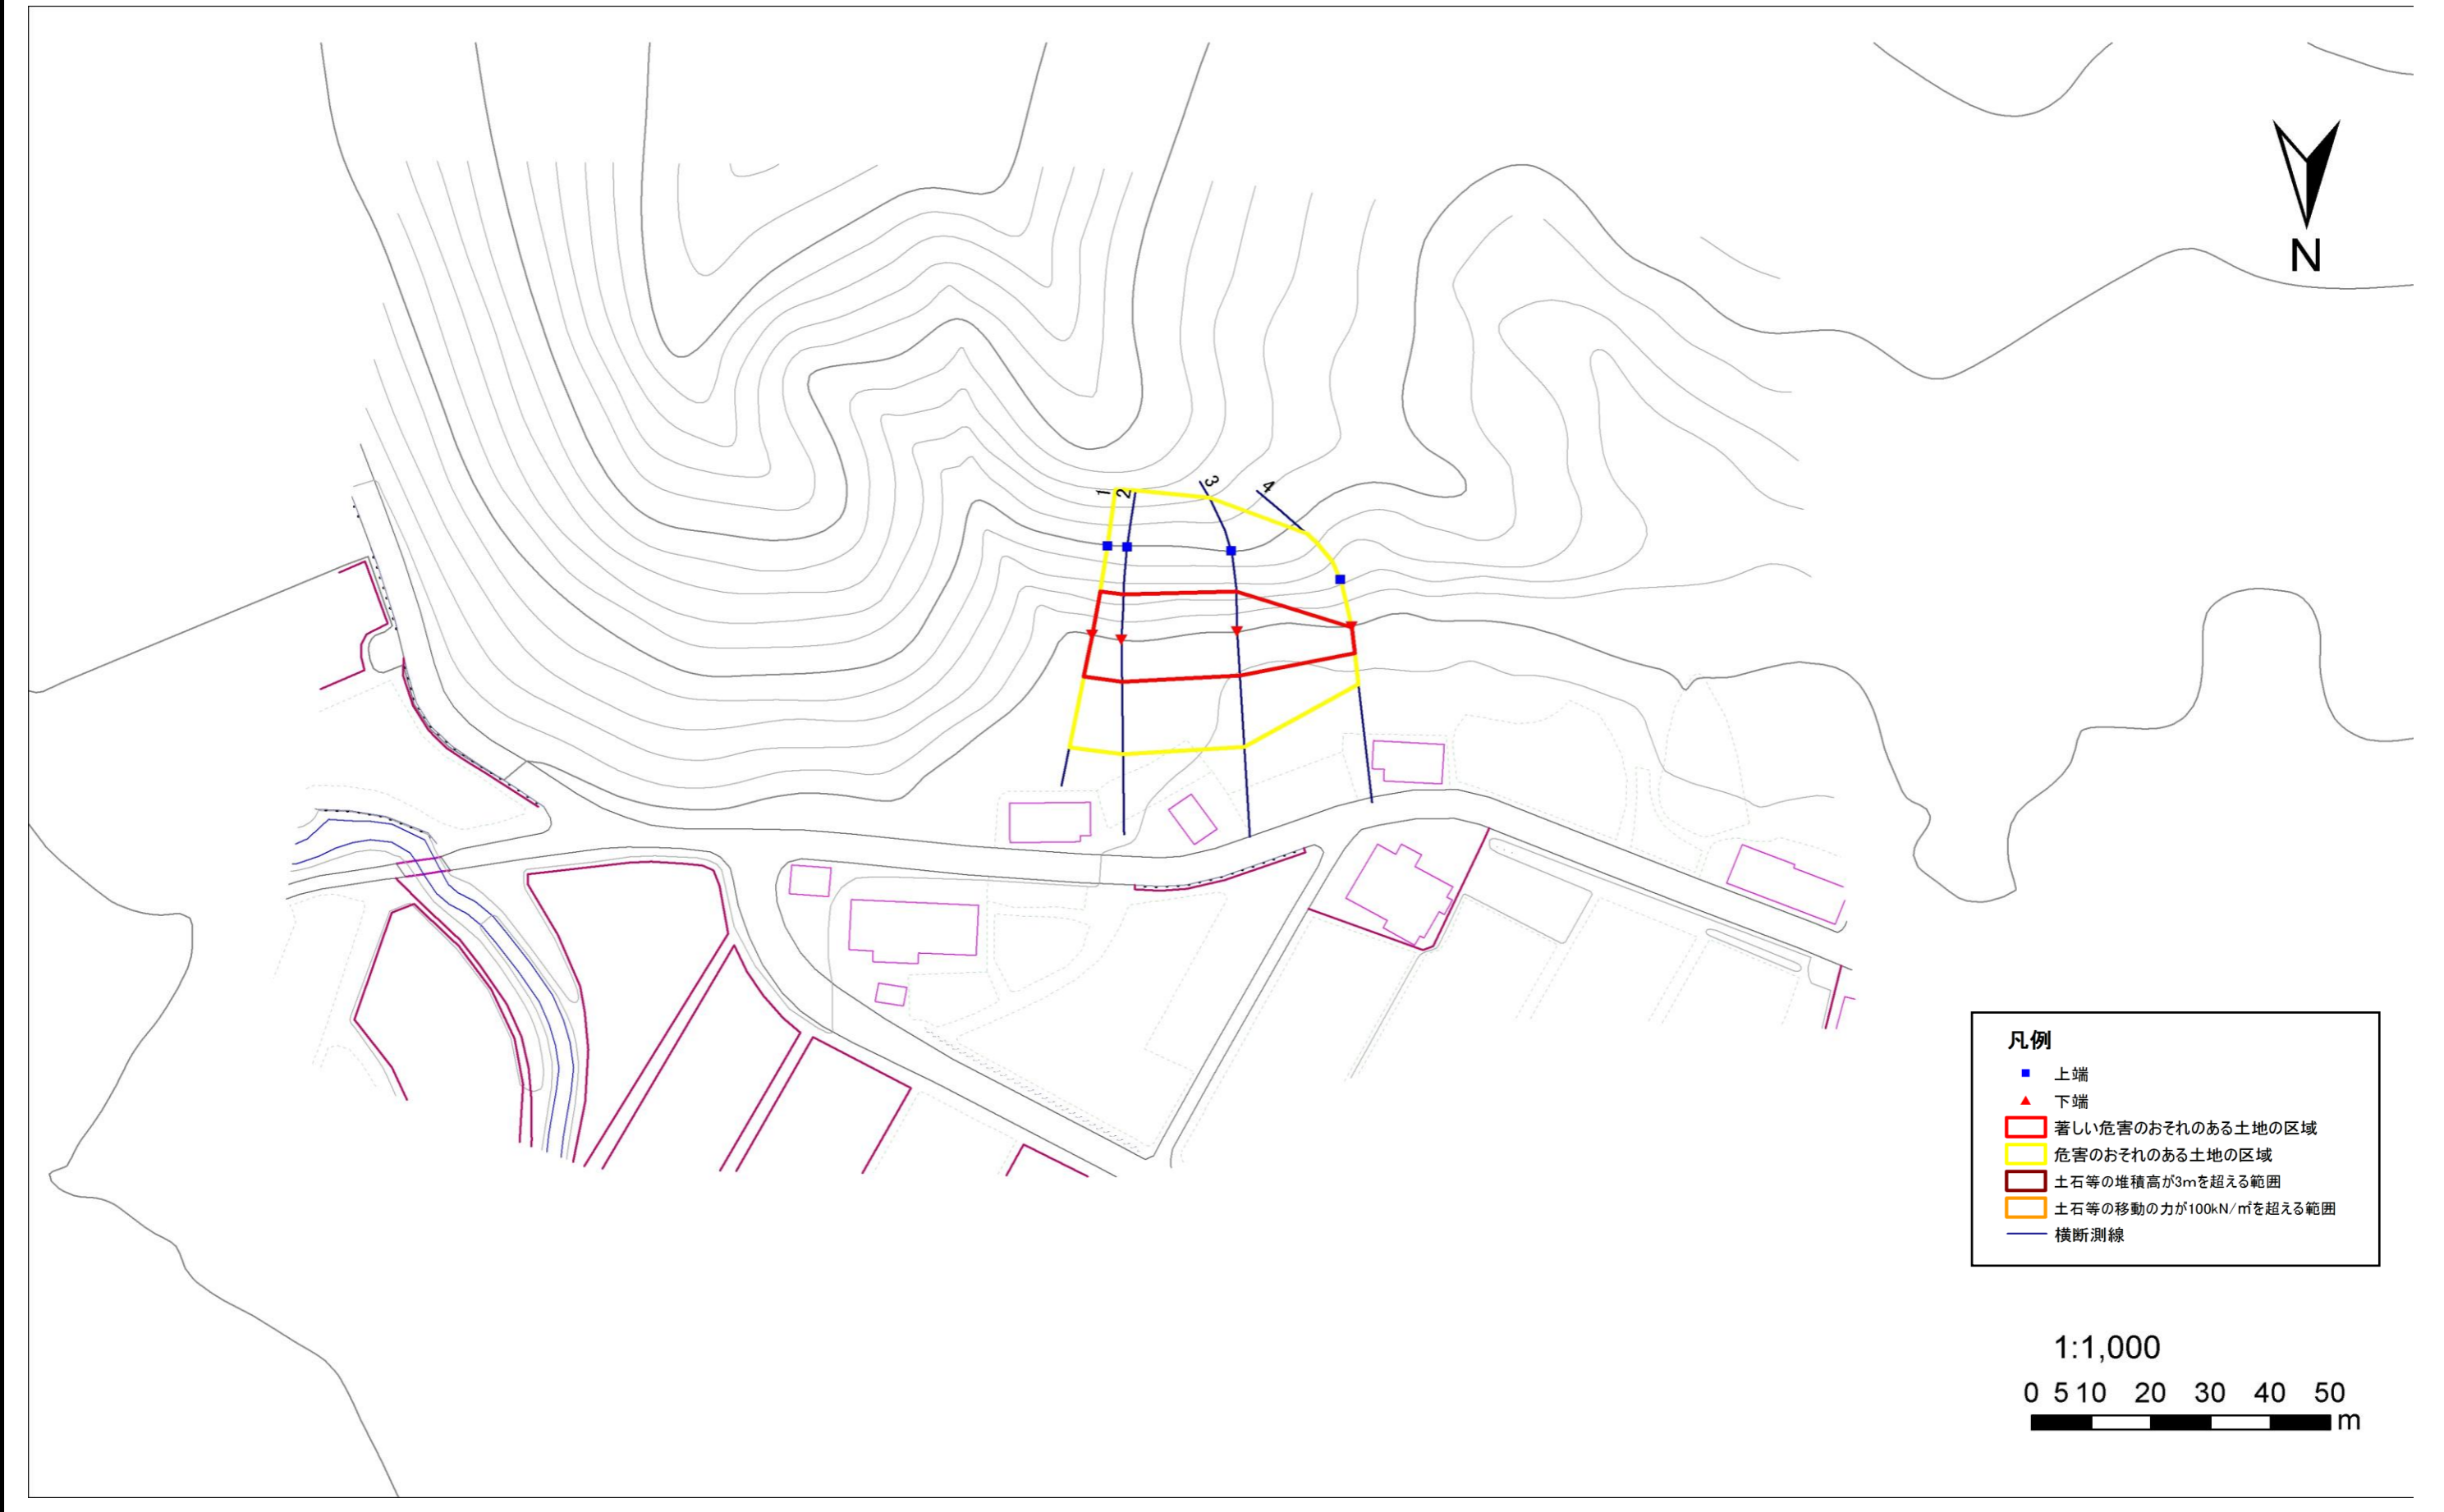 1
2
3
4
N
凡例
上端
下端
著しい危害のおそれのある土地の区域
危害のおそれのある土地の区域
土石等の堆積高が3mを超える範囲
土石等の移動の力が100kN/㎡を超える範囲
横断測線
1:1,000
0 5 10 20 30 40 50
m